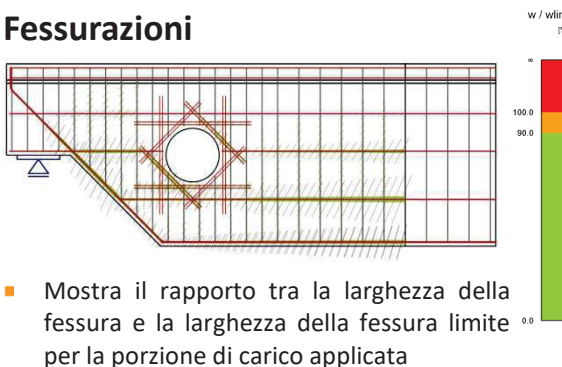 Fessurazioni
w / wlin
∞
100.0
90.0
0.0
Mostra il rapporto tra la larghezza della
fessura e la larghezza della fessura limite
per la porzione di carico applicata